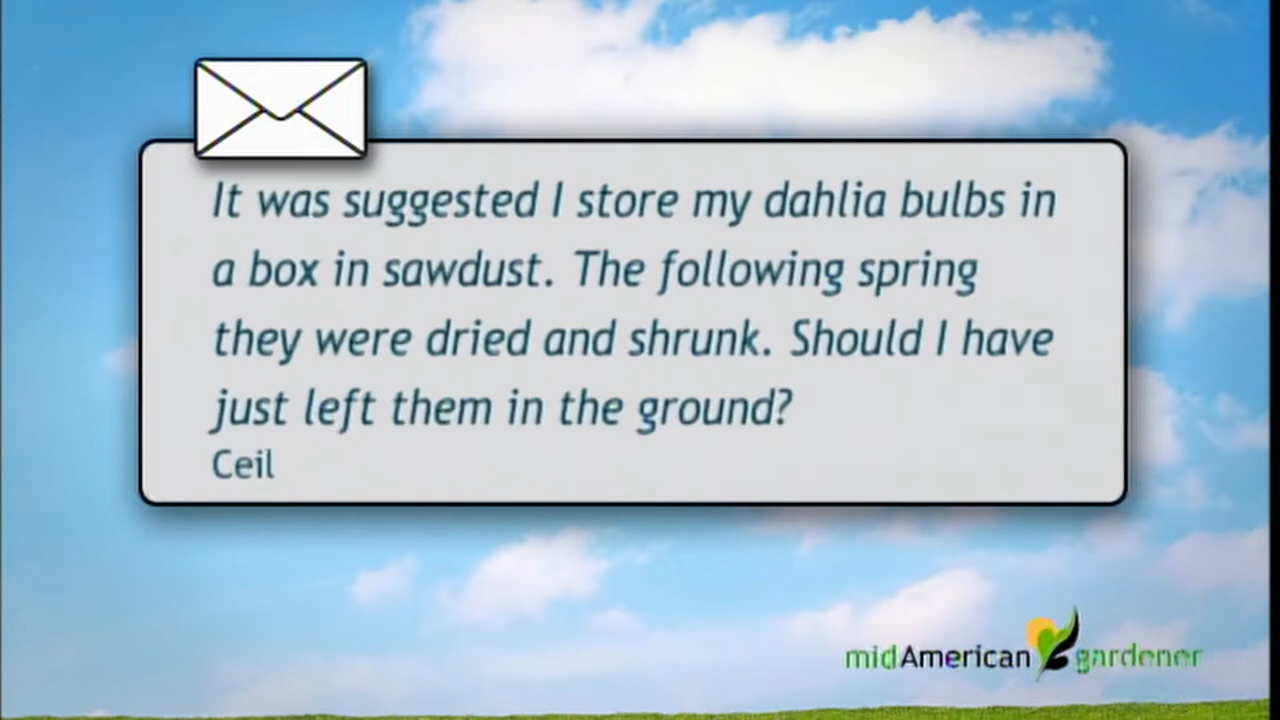 It was suggested I store my dahlia bulbs in
a box in sawdust. The following spring
they were dried and shrunk. Should I have
just left them in the ground?
Ceil
midAmerican gardener